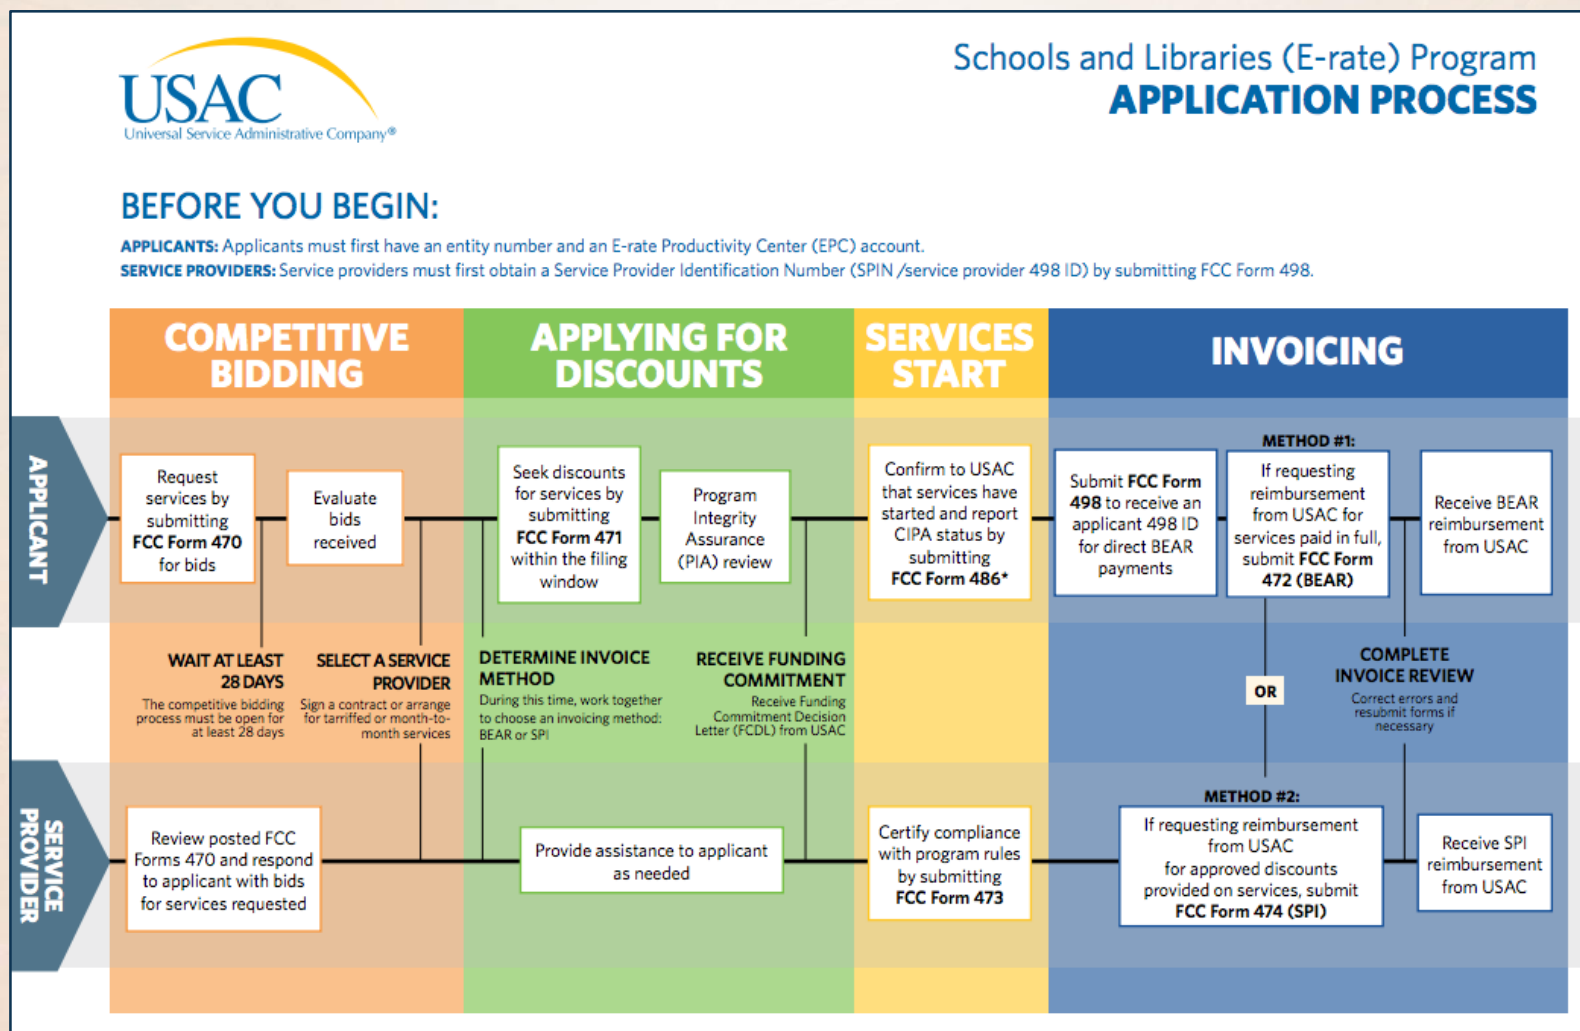 USAC
Universal Service Administrative Company®
Schools and Libraries (E-rate) Program
APPLICATION PROCESS
BEFORE YOU BEGIN:
APPLICANTS: Applicants must first have an entity number and an E-rate Productivity Center (EPC) account.
SERVICE PROVIDERS: Service providers must first obtain a Service Provider Identification Number (SPIN /service provider 498 ID) by submitting FCC Form 498.
COMPETITIVE
BIDDING
APPLYING FOR
DISCOUNTS
SERVICES
START
INVOICING
APPLICANT
Request
services by
submitting
FCC Form 470
for bids
Evaluate
bids
received
Seek discounts
for services by
submitting
FCC Form 471
within the filing
window
Program
Integrity
Assurance
(PIA) review
Confirm to USAC
that services have
started and report
CIPA status by
submitting
FCC Form 486*
Submit FCC Form
498 to receive an
applicant 498 ID
for direct BEAR
payments
METHOD #1:
If requesting
reimbursement
from USAC for
services paid in full,
submit FCC Form
472 (BEAR)
Receive BEAR
reimbursement
from USAC
WAIT AT LEAST
28 DAYS
The competitive bidding
process must be open for
at least 28 days
SELECT A SERVICE
PROVIDER
Sign a contract or arrange
for tarriffed or month-to-
month services
DETERMINE INVOICE
METHOD
During this time, work together
to choose an invoicing method:
BEAR or SPI
RECEIVE FUNDING
COMMITMENT
Receive Funding
Commitment Decision
Letter (FCDL) from USAC
OR
COMPLETE
INVOICE REVIEW
Correct errors and
resubmit forms if
necessary
SERVICE
PROVIDER
Review posted FCC
Forms 470 and respond
to applicant with bids
for services requested
Provide assistance to applicant
as needed
Certify compliance
with program rules
by submitting
FCC Form 473
METHOD #2:
If requesting reimbursement
from USAC
for approved discounts
provided on services, submit
FCC Form 474 (SPI)
Receive SPI
reimbursement
from USAC